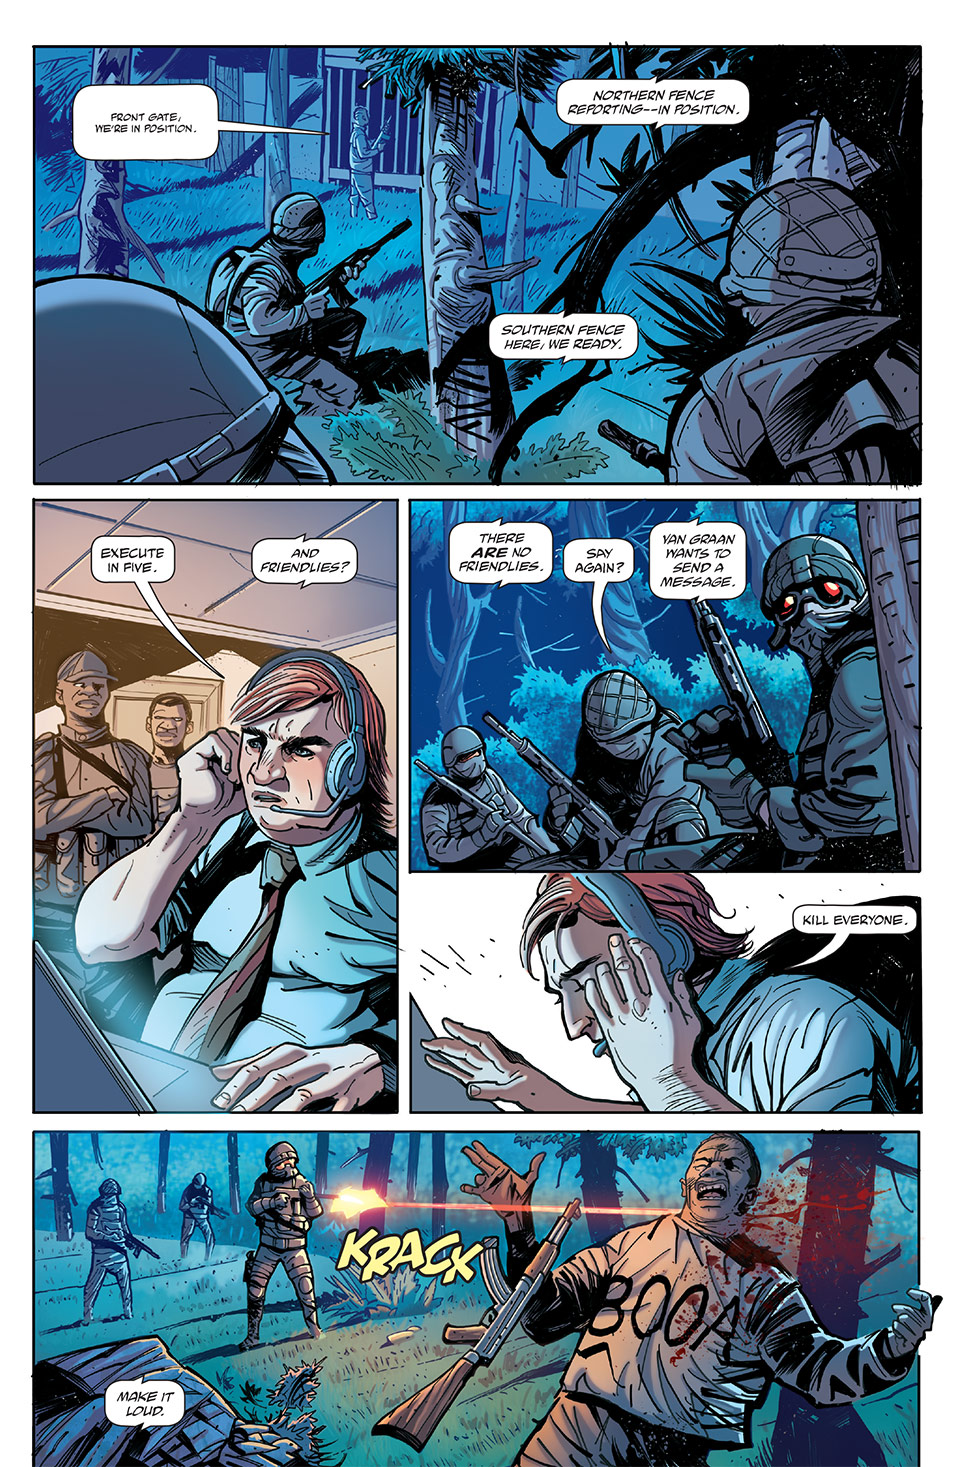 FRONT GATE,
WE'RE IN POSITION.
NORTHERN FENCE
REPORTING--IN POSITION.
SOUTHERN FENCE
HERE, WE READY.
EXECUTE
IN FIVE.
AND
FRIENDLIES?
THERE
ARE NO
FRIENDLIES.
SAY
AGAIN?
YAN GRAAN
WANTS TO
SEND A
MESSAGE.
KILL EVERYONE.
KRACK
BOOA
MAKE IT
LOUD.